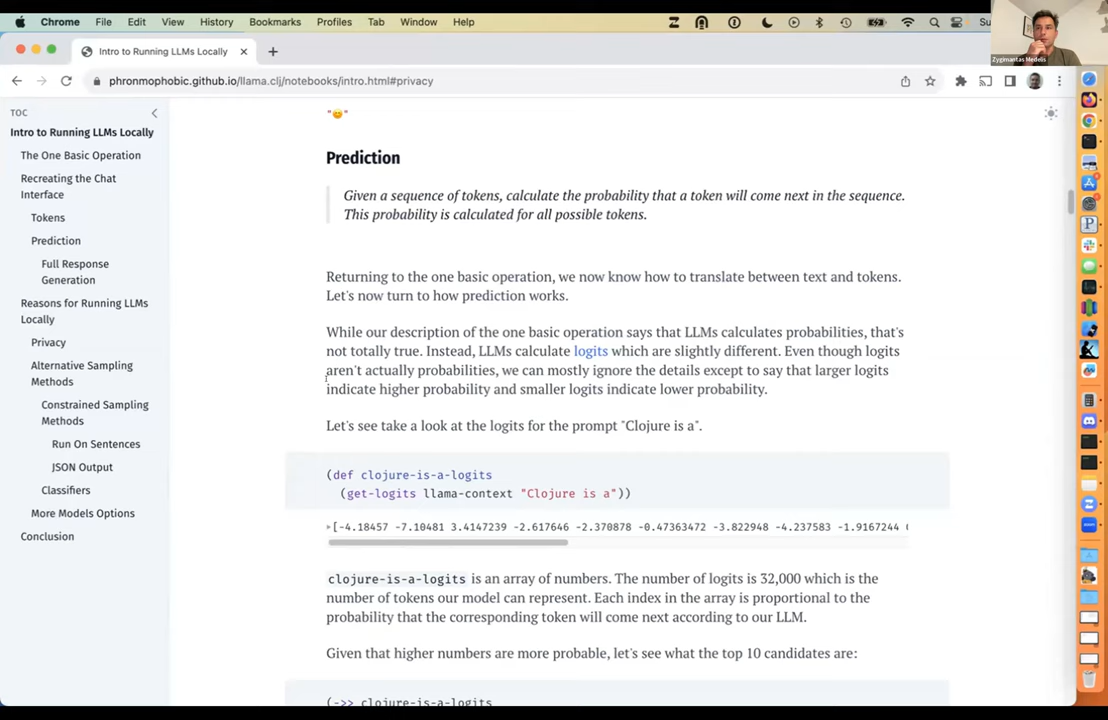 Chrome File Edit View History Bookmarks Profiles Tab Window Help
Su
Zygimantas Medelis
Intro to Running LLMs Locally
phronmophobic.github.io/llama.clj/notebooks/intro.html#privacy
TOC
Intro to Running LLMs Locally
The One Basic Operation
Recreating the Chat
Interface
Tokens
Prediction
Full Response
Generation
Reasons for Running LLMs
Locally
Privacy
Alternative Sampling
Methods
Constrained Sampling
Methods
Run On Sentences
JSON Output
Classifiers
More Models Options
Conclusion
"😊"
Prediction
Given a sequence of tokens, calculate the probability that a token will come next in the sequence.
This probability is calculated for all possible tokens.
Returning to the one basic operation, we now know how to translate between text and tokens.
Let's now turn to how prediction works.
While our description of the one basic operation says that LLMs calculates probabilities, that's
not totally true. Instead, LLMs calculate logits which are slightly different. Even though logits
aren't actually probabilities, we can mostly ignore the details except to say that larger logits
indicate higher probability and smaller logits indicate lower probability.
Let's see take a look at the logits for the prompt "Clojure is a".
(def clojure-is-a-logits
(get-logits llama-context "Clojure is a"))
[-4.18457 -7.10481 3.4147239 -2.617646 -2.370878 -0.47363472 -3.822948 -4.237583 -1.9167244
clojure-is-a-logits is an array of numbers. The number of logits is 32,000 which is the
number of tokens our model can represent. Each index in the array is proportional to the
probability that the corresponding token will come next according to our LLM.
Given that higher numbers are more probable, let's see what the top 10 candidates are:
(->> clojure-is-a-logits